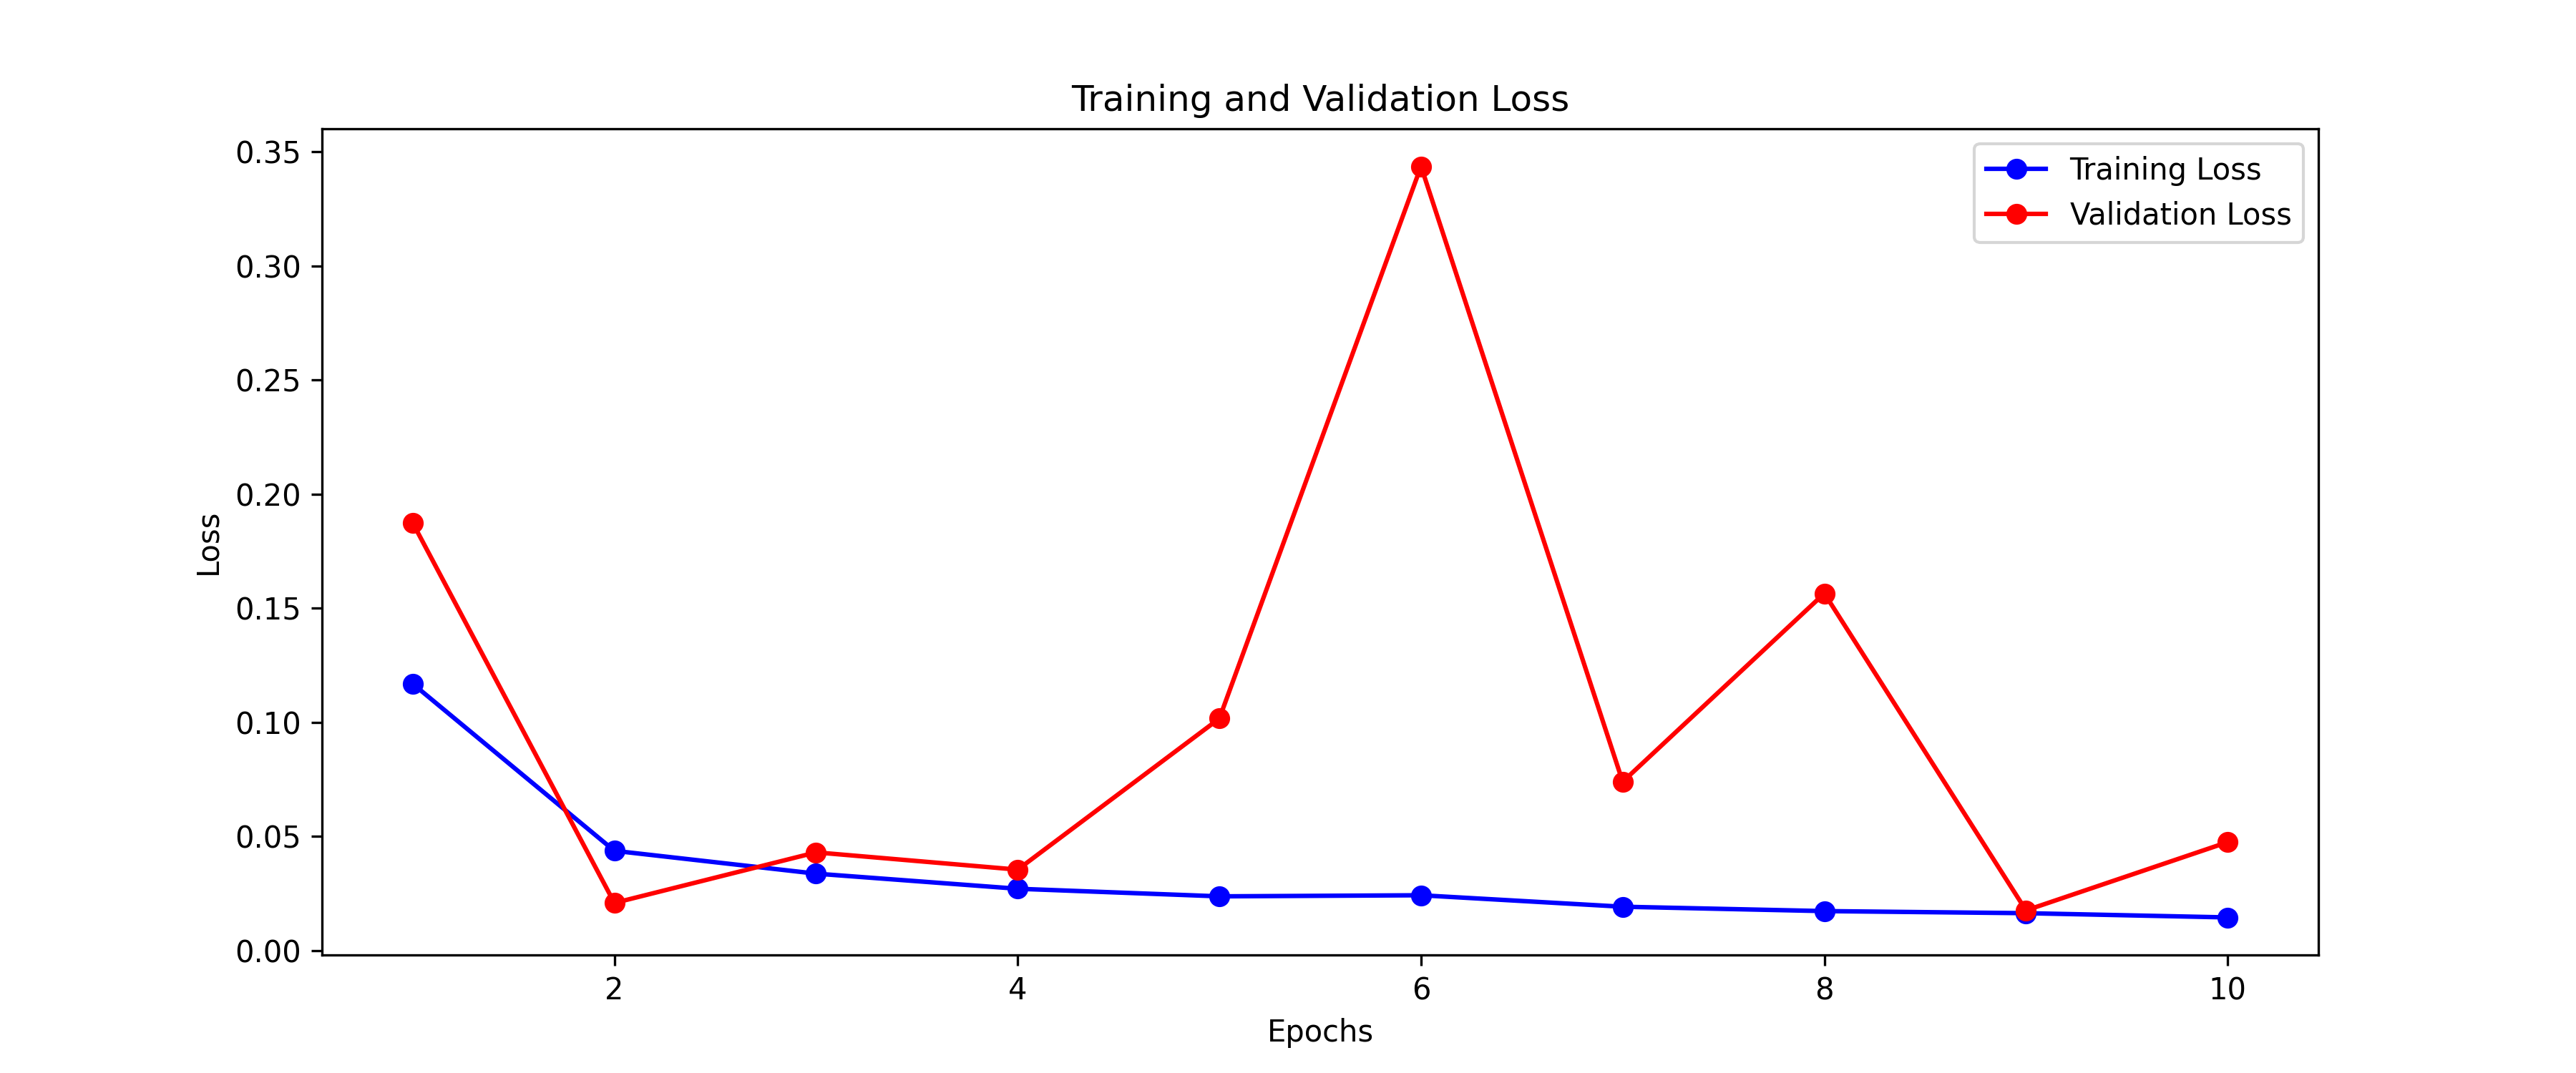 Training and Validation Loss
0.35
0.30
0.25
0.20
0.15
0.10
0.05
0.00
Loss
Training Loss
Validation Loss
2 4 6 8 10
Epochs